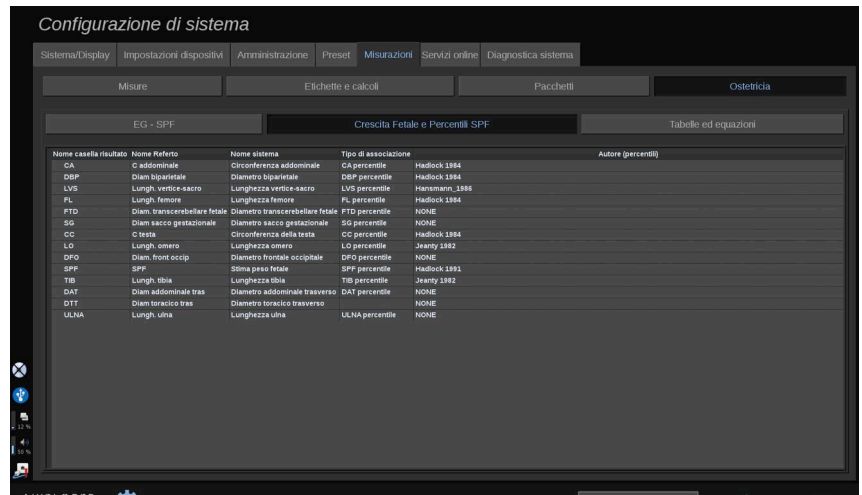 Configurazione di sistema
Sistema/Display Impostazioni dispositivi Amministrazione Preset Misurazioni Servizi online Diagnostica sistema
Misure Etichette e calcoli Pacchetti Ostetricia
EG - SPF Crescita Fetale e Percentili SPF Tabelle ed equazioni
Nome casella risultato Nome Referto Nome sistema Tipo di associazione Autore (percentili)
CA C addominale Circonferenza addominale CA percentile Hadlock 1984
DBP Diam biparietale Diametro biparietale DBP percentile Hadlock 1984
LVS Lungh. vertice-sacro Lunghezza vertice-sacro LVS percentile Hansmann_1986
FL Lungh. femore Lunghezza femore FL percentile Hadlock 1984
FTD Diam. transcerebellare fetale Diametro transcerebellare fetale FTD percentile NONE
SG Diam sacco gestazionale Diametro sacco gestazionale SG percentile NONE
CC C testa Circonferenza della testa CC percentile Hadlock 1984
LO Lungh. omero Lunghezza omero LO percentile Jeanty 1982
DFO Diam. front occip Diametro frontale occipitale DFO percentile NONE
SPF SPF Stima peso fetale SPF percentile Hadlock 1991
TIB Lungh. tibia Lunghezza tibia TIB percentile Jeanty 1982
DAT Diam addominale tras Diametro addominale trasverso DAT percentile NONE
DTT Diam toracico tras Diametro toracico trasverso NONE
ULNA Lungh. ulna Lunghezza ulna ULNA percentile NONE
12 %
50 %